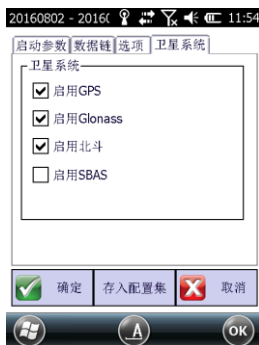 20160802 - 2016( 11:54
启动参数 数据链 选项 卫星系统
卫星系统
启用GPS
启用Glonass
启用北斗
启用SBAS
确定 存入配置集 取消
A OK